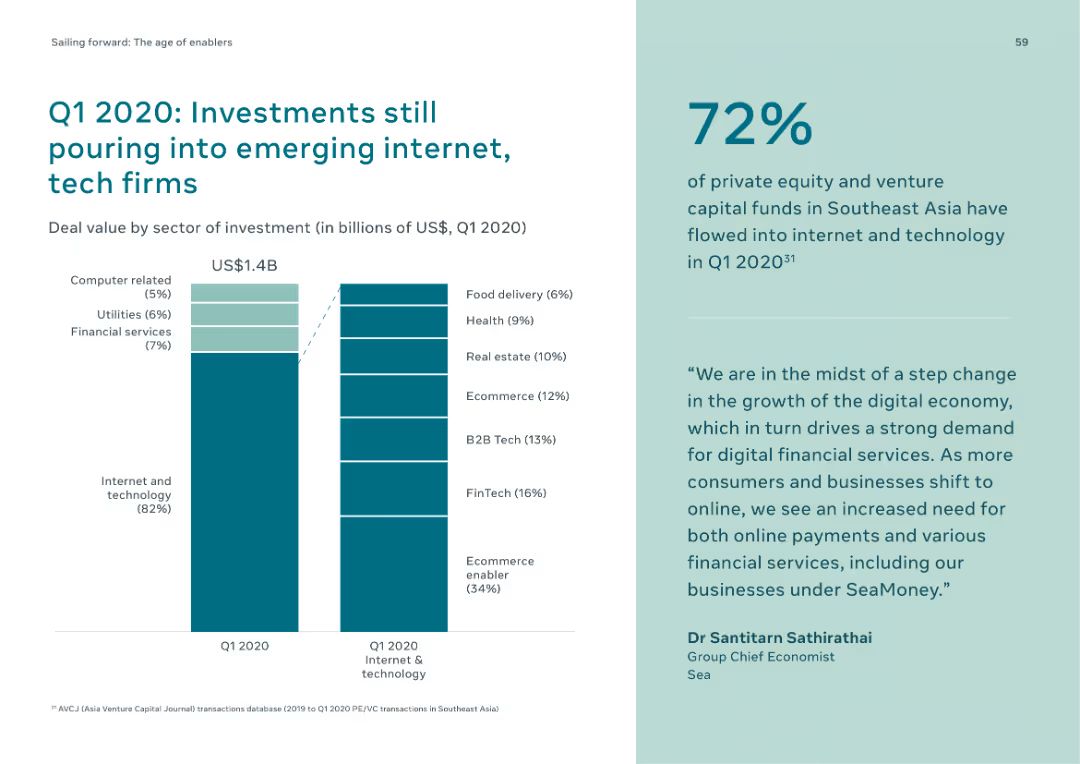 Sailing forward: The age of enablers
59
Q1 2020: Investments still
pouring into emerging internet,
tech firms
Deal value by sector of investment (in billions of US$, Q1 2020)
US$1.4B
Computer related
(5%)
Utilities (6%)
Financial services
(7%)
Internet and
technology
(82%)
Food delivery (6%)
Health (9%)
Real estate (10%)
Ecommerce (12%)
B2B Tech (13%)
FinTech (16%)
Ecommerce
enabler
(34%)
Q1 2020
Q1 2020
Internet &
technology
³¹ AVCJ (Asia Venture Capital Journal) transactions database (2019 to Q1 2020 PE/VC transactions in Southeast Asia)
72%
of private equity and venture
capital funds in Southeast Asia have
flowed into internet and technology
in Q1 2020³¹
“We are in the midst of a step change
in the growth of the digital economy,
which in turn drives a strong demand
for digital financial services. As more
consumers and businesses shift to
online, we see an increased need for
both online payments and various
financial services, including our
businesses under SeaMoney.”
Dr Santitarn Sathirathai
Group Chief Economist
Sea